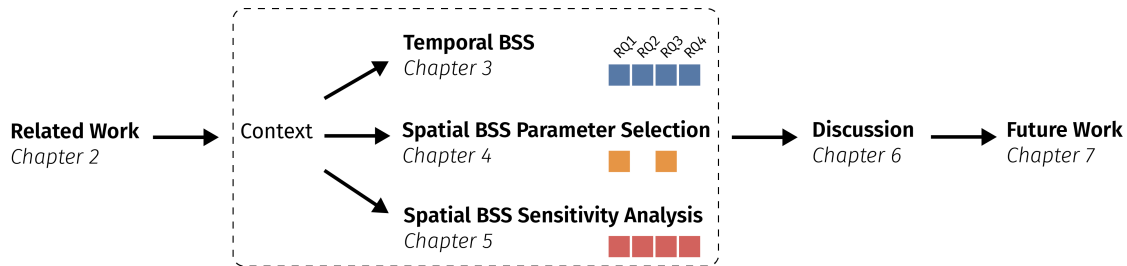 Related Work
Chapter 2
Context
Temporal BSS
Chapter 3
RQ1 RQ2 RQ3 RQ4
Spatial BSS Parameter Selection
Chapter 4
Spatial BSS Sensitivity Analysis
Chapter 5
Discussion
Chapter 6
Future Work
Chapter 7